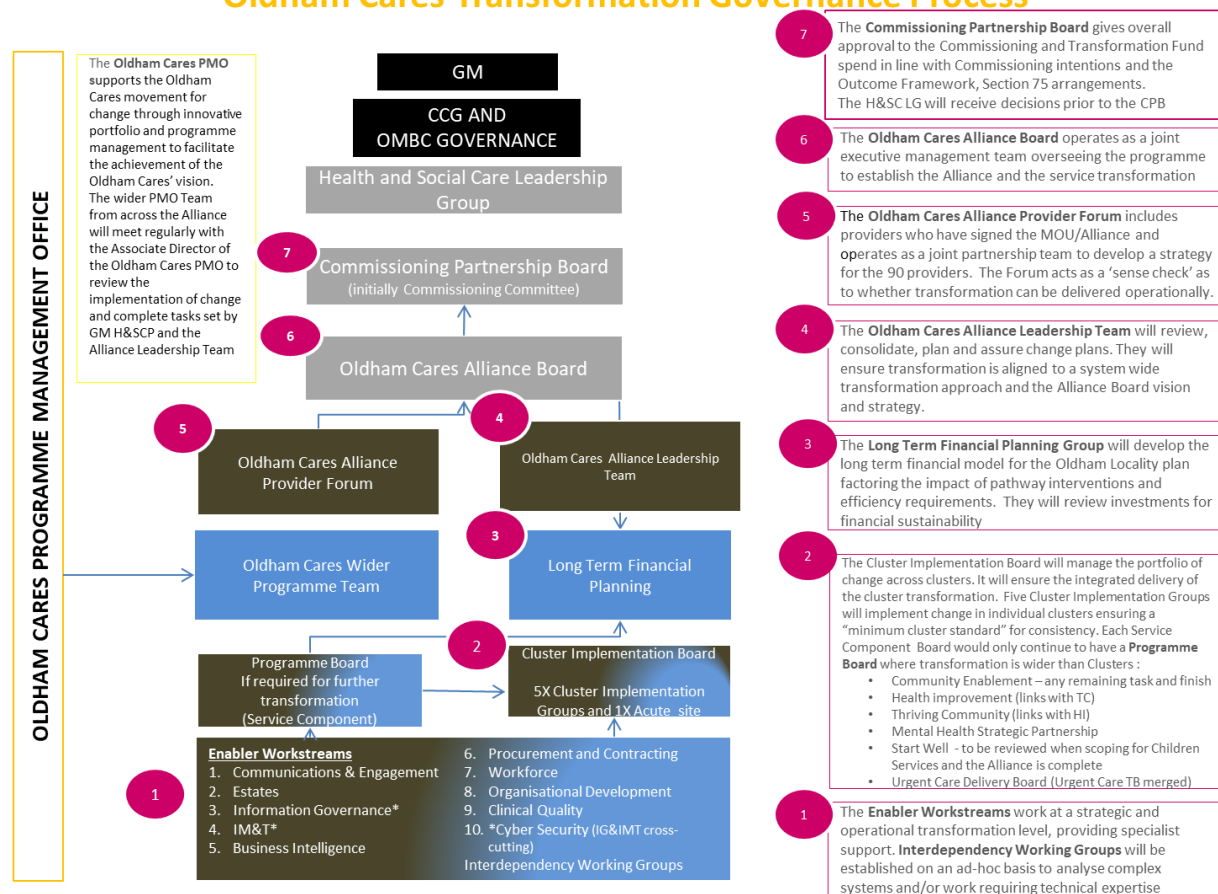 Oldham Cares Transformation Governance Process
OLDHAM CARES PROGRAMME MANAGEMENT OFFICE
The Oldham Cares PMO
supports the Oldham
Cares movement for
change through innovative
portfolio and programme
management to facilitate
the achievement of the
Oldham Cares’ vision.
The wider PMO Team
from across the Alliance
will meet regularly with
the Associate Director of
the Oldham Cares PMO to
review the
implementation of change
and complete tasks set by
GM H&SCP and the
Alliance Leadership Team
GM
CCG AND
OMBC GOVERNANCE
Health and Social Care Leadership
Group
7
Commissioning Partnership Board
(initially Commissioning Committee)
6
Oldham Cares Alliance Board
5
Oldham Cares Alliance
Provider Forum
4
Oldham Cares Alliance Leadership
Team
Oldham Cares Wider
Programme Team
3
Long Term Financial
Planning
2
Programme Board
If required for further
transformation
(Service Component)
Cluster Implementation Board
5X Cluster Implementation
Groups and 1X Acute site
1
Enabler Workstreams
1. Communications & Engagement
2. Estates
3. Information Governance*
4. IM&T*
5. Business Intelligence
6. Procurement and Contracting
7. Workforce
8. Organisational Development
9. Clinical Quality
10. *Cyber Security (IG&IMT cross-
cutting)
Interdependency Working Groups
7
The Commissioning Partnership Board gives overall
approval to the Commissioning and Transformation Fund
spend in line with Commissioning intentions and the
Outcome Framework, Section 75 arrangements.
The H&SC LG will receive decisions prior to the CPB
6
The Oldham Cares Alliance Board operates as a joint
executive management team overseeing the programme
to establish the Alliance and the service transformation
5
The Oldham Cares Alliance Provider Forum includes
providers who have signed the MOU/Alliance and
operates as a joint partnership team to develop a strategy
for the 90 providers. The Forum acts as a ‘sense check’ as
to whether transformation can be delivered operationally.
4
The Oldham Cares Alliance Leadership Team will review,
consolidate, plan and assure change plans. They will
ensure transformation is aligned to a system wide
transformation approach and the Alliance Board vision
and strategy.
3
The Long Term Financial Planning Group will develop the
long term financial model for the Oldham Locality plan
factoring the impact of pathway interventions and
efficiency requirements. They will review investments for
financial sustainability
2
The Cluster Implementation Board will manage the portfolio of
change across clusters. It will ensure the integrated delivery of
the cluster transformation. Five Cluster Implementation Groups
will implement change in individual clusters ensuring a
“minimum cluster standard” for consistency. Each Service
Component Board would only continue to have a Programme
Board where transformation is wider than Clusters :
• Community Enablement – any remaining task and finish
• Health improvement (links with TC)
• Thriving Community (links with HI)
• Mental Health Strategic Partnership
• Start Well - to be reviewed when scoping for Children
Services and the Alliance is complete
• Urgent Care Delivery Board (Urgent Care TB merged)
1
The Enabler Workstreams work at a strategic and
operational transformation level, providing specialist
support. Interdependency Working Groups will be
established on an ad-hoc basis to analyse complex
systems and/or work requiring technical expertise